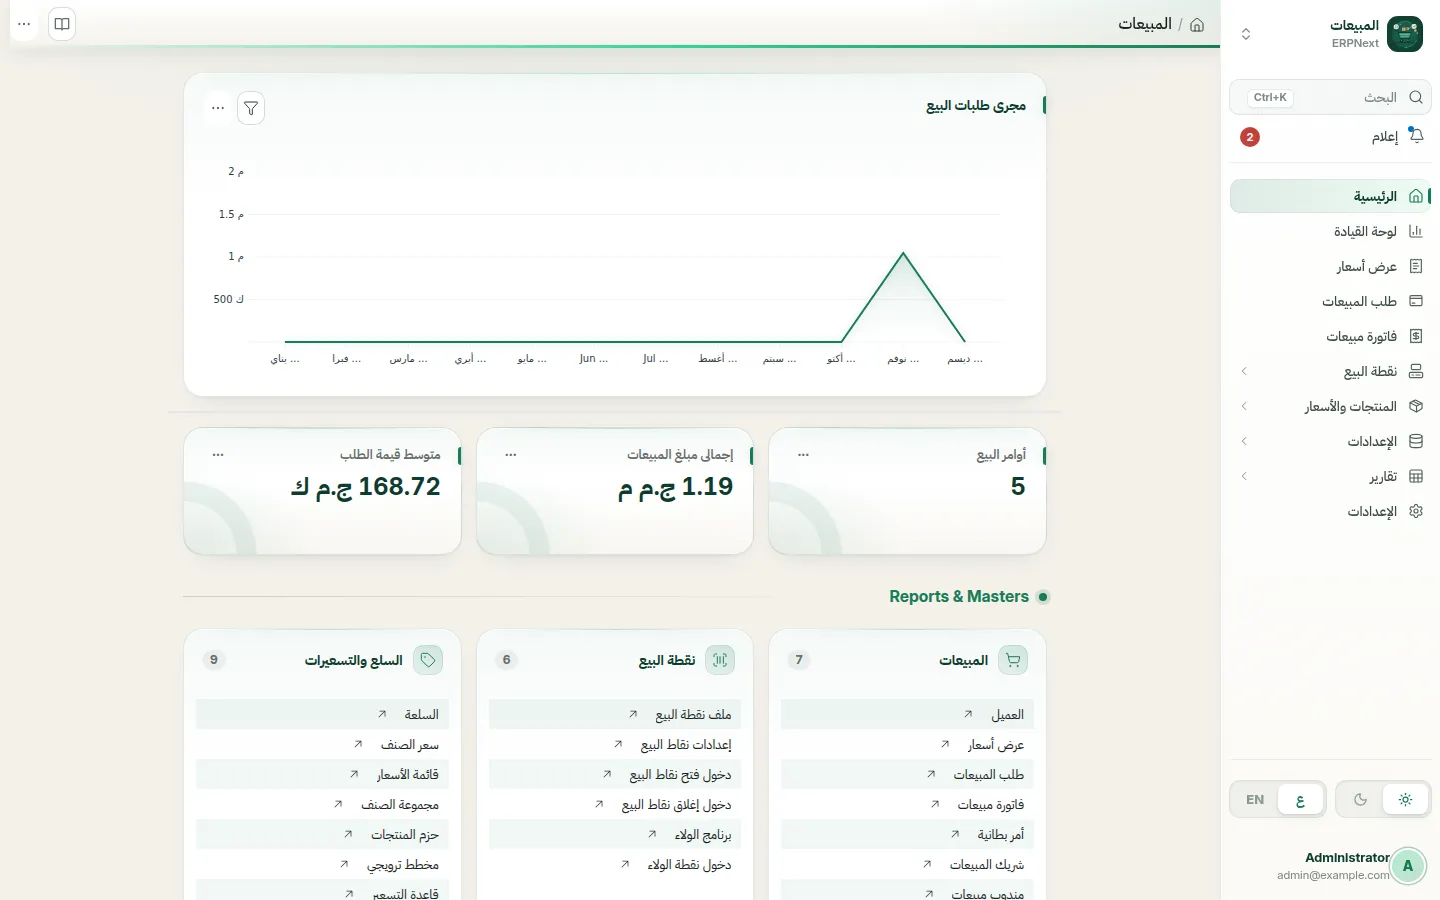 المبيعات
ERPNext
البحث
Ctrl+K
إعلام
2
الرئيسية
لوحة القيادة
عرض أسعار
طلب المبيعات
فاتورة مبيعات
نقطة البيع
المنتجات والأسعار
الإعدادات
تقارير
الإعدادات
ع
EN
Administrator
admin@example.com
A
المبيعات /
مجرى طلبات البيع
2 م
1.5 م
1 م
500 ك
يناي ...
فبرا ...
مارس ...
أبري ...
مايو ...
Jun ...
Jul ...
أغسط ...
سبتم ...
أكتو ...
نوفم ...
ديسم ...
أوامر البيع
5
إجمالي مبلغ المبيعات
1.19 ج.م م
متوسط قيمة الطلب
168.72 ج.م ك
Reports & Masters
المبيعات
7
العميل
عرض أسعار
طلب المبيعات
فاتورة مبيعات
أمر بطانية
شريك المبيعات
مندوب مبيعات
نقطة البيع
6
ملف نقطة البيع
إعدادات نقاط البيع
دخول فتح نقاط البيع
دخول إغلاق نقاط البيع
برنامج الولاء
دخول نقطة الولاء
السلع والتسعيرات
9
السلعة
سعر الصنف
قائمة الأسعار
مجموعة الصنف
حزم المنتجات
مخطط ترويجي
قاعدة التسعير